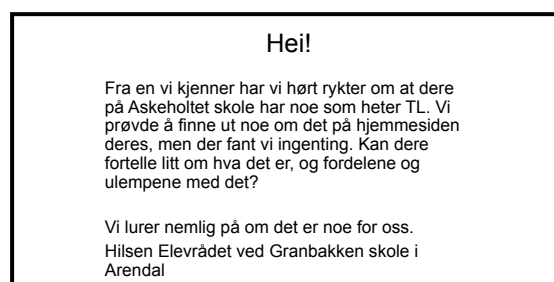 Hei!
Fra en vi kjenner har vi hørt rykter om at dere
på Askeholtet skole har noe som heter TL. Vi
prøvde å finne ut noe om det på hjemmesiden
deres, men der fant vi ingenting. Kan dere
fortelle litt om hva det er, og fordelene og
ulempene med det?
Vi lurer nemlig på om det er noe for oss.
Hilsen Elevrådet ved Granbakken skole i
Arendal